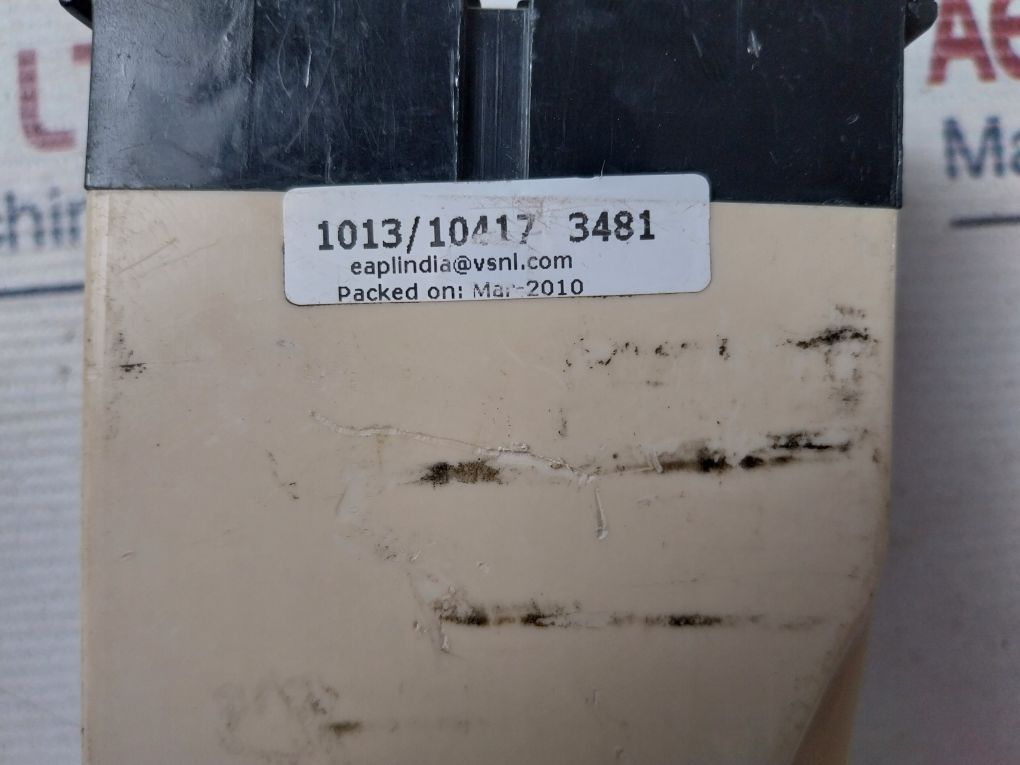 1013/10417 3481
eaplindia@vsnl.com
Packed on: Mar-2010